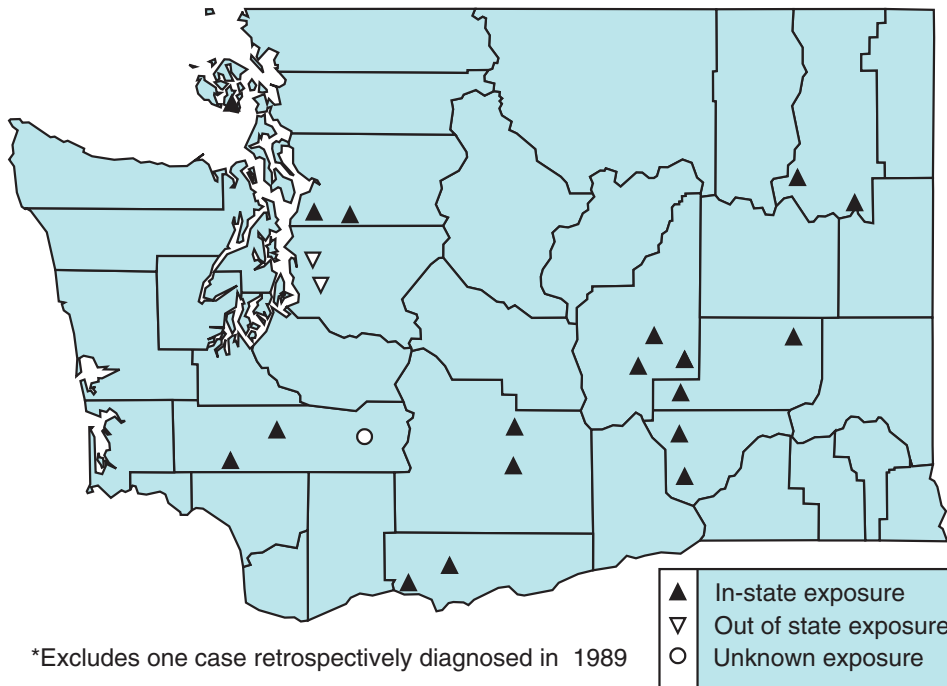 In-state exposure
Out of state exposure
Unknown exposure
*Excludes one case retrospectively diagnosed in 1989